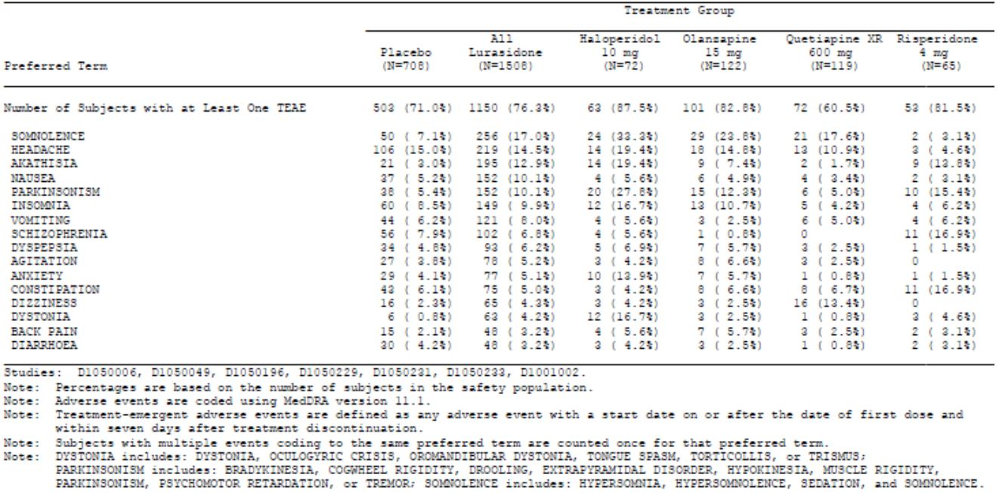 Treatment Group
All Haloperidol Olanzapine Quetiapine XR Risperidone
Placebo Lurasidone 10 mg 15 mg 600 mg 4 mg
Preferred Term (N=708) (N=1508) (N=72) (N=122) (N=119) (N=65)
Number of Subjects with at Least One TEAE 503 (71.0%) 1150 (76.3%) 63 (87.5%) 101 (82.8%) 72 (60.5%) 53 (81.5%)
SOMNOLENCE 50 ( 7.1%) 256 (17.0%) 24 (33.3%) 29 (23.8%) 21 (17.6%) 2 ( 3.1%)
HEADACHE 106 (15.0%) 219 (14.5%) 14 (19.4%) 18 (14.8%) 13 (10.9%) 3 ( 4.6%)
AKATHISIA 21 ( 3.0%) 195 (12.9%) 14 (19.4%) 9 ( 7.4%) 2 ( 1.7%) 9 (13.8%)
NAUSEA 37 ( 5.2%) 152 (10.1%) 4 ( 5.6%) 6 ( 4.9%) 4 ( 3.4%) 2 ( 3.1%)
PARKINSONISM 38 ( 5.4%) 152 (10.1%) 20 (27.8%) 15 (12.3%) 6 ( 5.0%) 10 (15.4%)
INSOMNIA 60 ( 8.5%) 149 ( 9.9%) 12 (16.7%) 13 (10.7%) 5 ( 4.2%) 4 ( 6.2%)
VOMITING 44 ( 6.2%) 121 ( 8.0%) 4 ( 5.6%) 3 ( 2.5%) 6 ( 5.0%) 4 ( 6.2%)
SCHIZOPHRENIA 56 ( 7.9%) 102 ( 6.8%) 4 ( 5.6%) 1 ( 0.8%) 0 11 (16.9%)
DYSPEPSIA 34 ( 4.8%) 93 ( 6.2%) 5 ( 6.9%) 7 ( 5.7%) 3 ( 2.5%) 1 ( 1.5%)
AGITATION 27 ( 3.8%) 78 ( 5.2%) 3 ( 4.2%) 8 ( 6.6%) 3 ( 2.5%) 0
ANXIETY 29 ( 4.1%) 77 ( 5.1%) 10 (13.9%) 7 ( 5.7%) 1 ( 0.8%) 1 ( 1.5%)
CONSTIPATION 43 ( 6.1%) 75 ( 5.0%) 3 ( 4.2%) 8 ( 6.6%) 8 ( 6.7%) 11 (16.9%)
DIZZINESS 16 ( 2.3%) 65 ( 4.3%) 3 ( 4.2%) 3 ( 2.5%) 16 (13.4%) 0
DYSTONIA 6 ( 0.8%) 63 ( 4.2%) 12 (16.7%) 3 ( 2.5%) 1 ( 0.8%) 3 ( 4.6%)
BACK PAIN 15 ( 2.1%) 48 ( 3.2%) 4 ( 5.6%) 7 ( 5.7%) 3 ( 2.5%) 2 ( 3.1%)
DIARRHOEA 30 ( 4.2%) 48 ( 3.2%) 3 ( 4.2%) 3 ( 2.5%) 1 ( 0.8%) 2 ( 3.1%)
Studies: D1050006, D1050049, D1050196, D1050229, D1050231, D1050233, D1001002.
Note: Percentages are based on the number of subjects in the safety population.
Note: Adverse events are coded using MedDRA version 11.1.
Note: Treatment-emergent adverse events are defined as any adverse event with a start date on or after the date of first dose and
within seven days after treatment discontinuation.
Note: Subjects with multiple events coding to the same preferred term are counted once for that preferred term.
Note: DYSTONIA includes: DYSTONIA, OCULOGYRIC CRISIS, OROMANDIBULAR DYSTONIA, TONGUE SPASM, TORTICOLLIS, or TRISMUS;
PARKINSONISM includes: BRADYKINESIA, COGWHEEL RIGIDITY, DROOLING, EXTRAPYRAMIDAL DISORDER, HYPOKINESIA, MUSCLE RIGIDITY,
PARKINSONISM, PSYCHOMOTOR RETARDATION, or TREMOR; SOMNOLENCE includes: HYPERSOMNIA, HYPERSOMNOLENCE, SEDATION, and SOMNOLENCE.